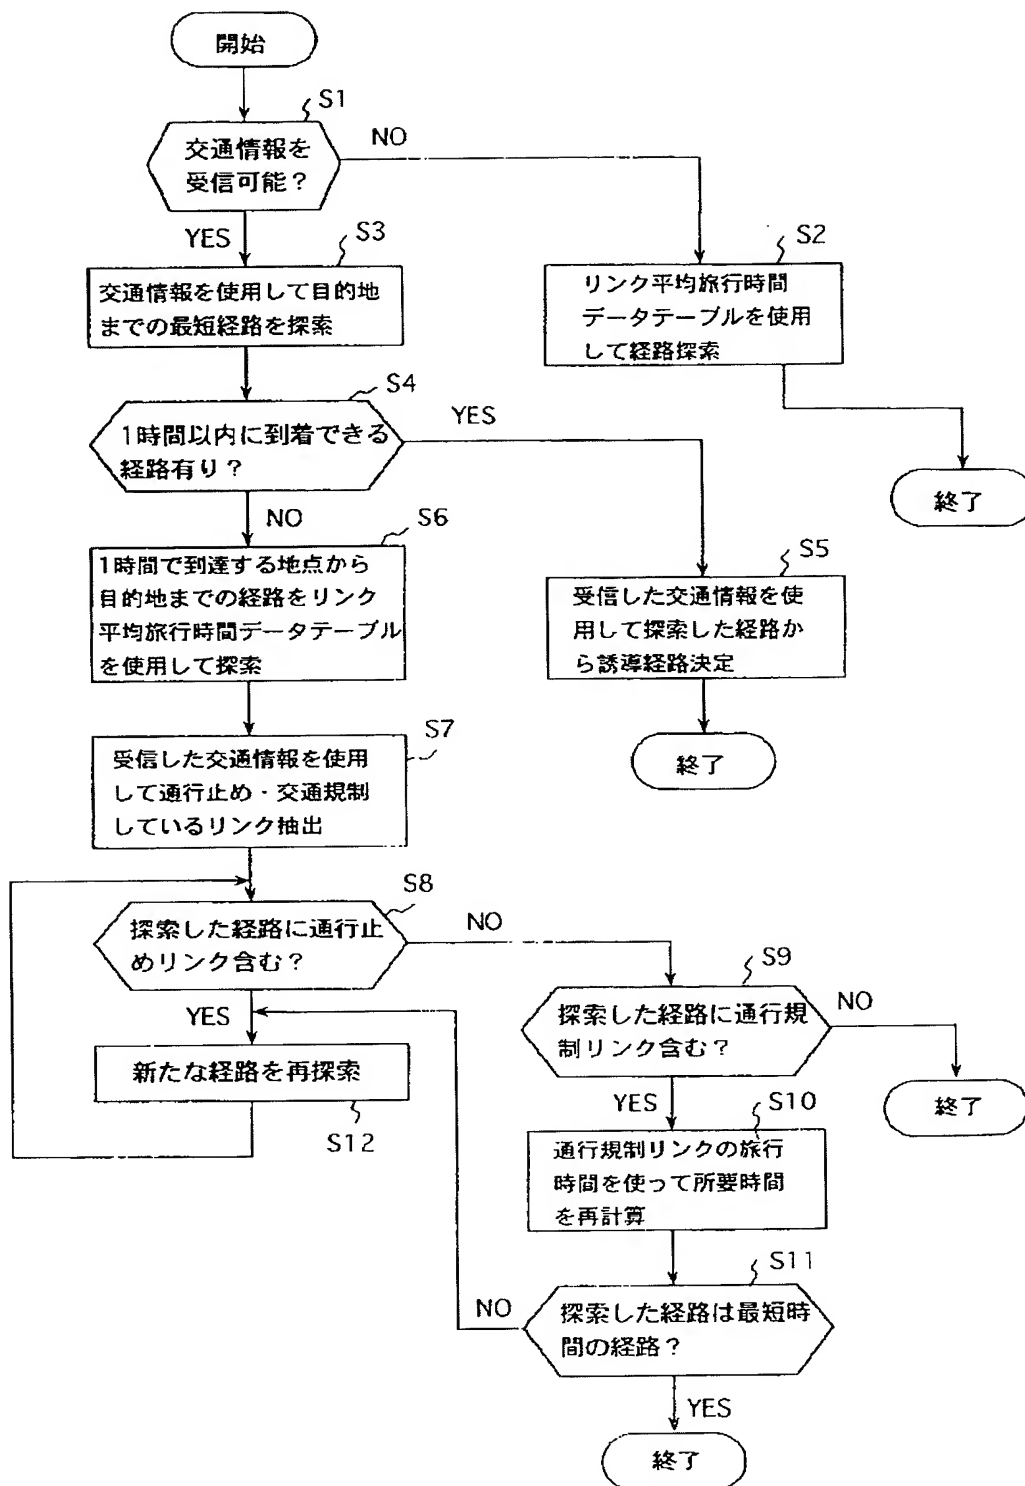 開始
S1
交通情報を
受信可能？
NO
YES
S3
交通情報を使用して目的地
までの最短経路を探索
S2
リンク平均旅行時間
データテーブルを使用
して経路探索
S4
1時間以内に到着できる
経路有り？
YES
終了
NO
S6
1時間で到達する地点から
目的地までの経路をリンク
平均旅行時間データテーブル
を使用して探索
S5
受信した交通情報を使
用して探索した経路か
ら誘導経路決定
終了
S7
受信した交通情報を使用
して通行止め・交通規制
しているリンク抽出
S8
探索した経路に通行止
めリンク含む？
NO
YES
S9
探索した経路に通行規
制リンク含む？
NO
終了
新たな経路を再探索
S12
YES
S10
通行規制リンクの旅行
時間を使って所要時間
を再計算
S11
探索した経路は最短時
間の経路？
NO
YES
終了